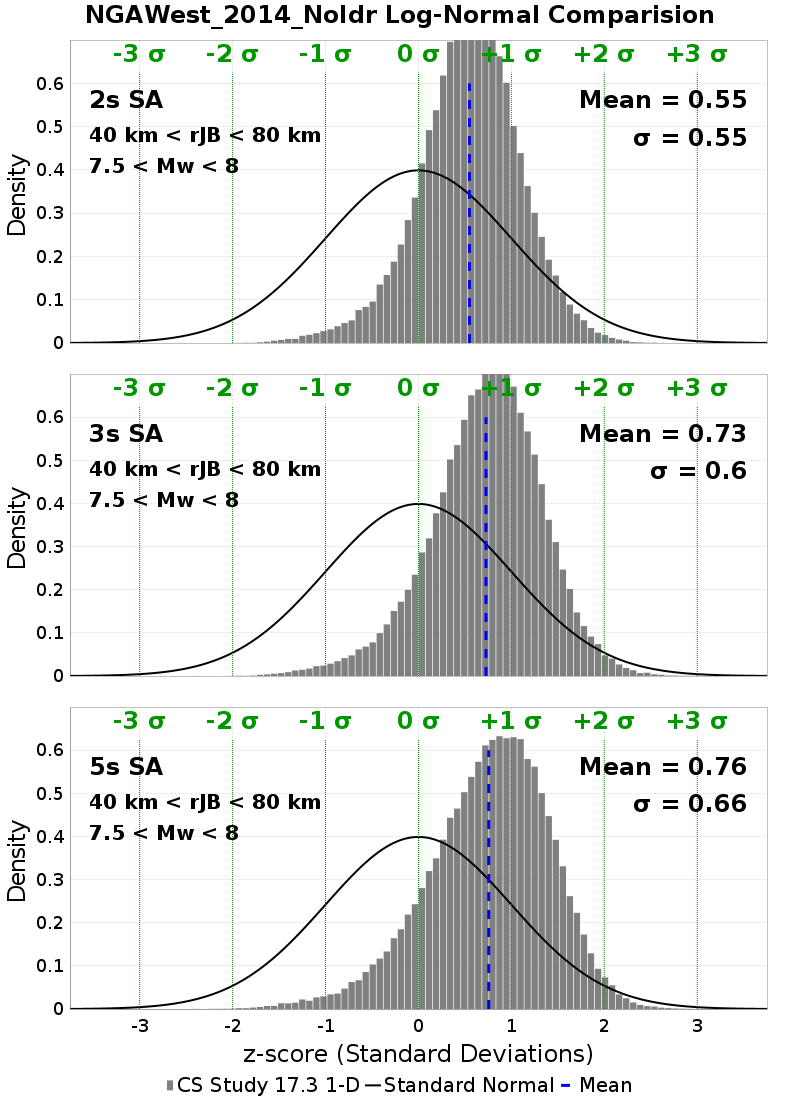 NGAWest_2014_NoIdr Log-Normal Comparision
-3 σ -2 σ -1 σ 0 σ +1 σ +2 σ +3 σ
2s SA
40 km < rJB < 80 km
7.5 < Mw < 8
Mean = 0.55
σ = 0.55
0.6
0.5
0.4
0.3
0.2
0.1
0
Density
-3 σ -2 σ -1 σ 0 σ +1 σ +2 σ +3 σ
3s SA
40 km < rJB < 80 km
7.5 < Mw < 8
Mean = 0.73
σ = 0.6
0.6
0.5
0.4
0.3
0.2
0.1
0
Density
-3 σ -2 σ -1 σ 0 σ +1 σ +2 σ +3 σ
5s SA
40 km < rJB < 80 km
7.5 < Mw < 8
Mean = 0.76
σ = 0.66
0.6
0.5
0.4
0.3
0.2
0.1
0
Density
-3 -2 -1 0 1 2 3
z-score (Standard Deviations)
CS Study 17.3 1-D Standard Normal Mean